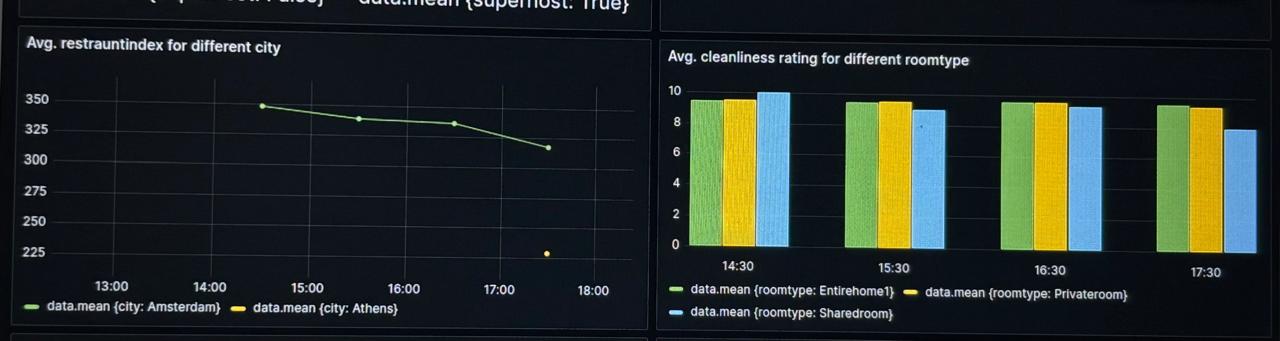 data.mean {superhost: True}
Avg. restrauntindex for different city
350
325
300
275
250
225
13:00 14:00 15:00 16:00 17:00 18:00
data.mean {city: Amsterdam} data.mean {city: Athens}
Avg. cleanliness rating for different roomtype
10
8
6
4
2
0
14:30 15:30 16:30 17:30
data.mean {roomtype: Entirehome1} data.mean {roomtype: Privateroom}
data.mean {roomtype: Sharedroom}